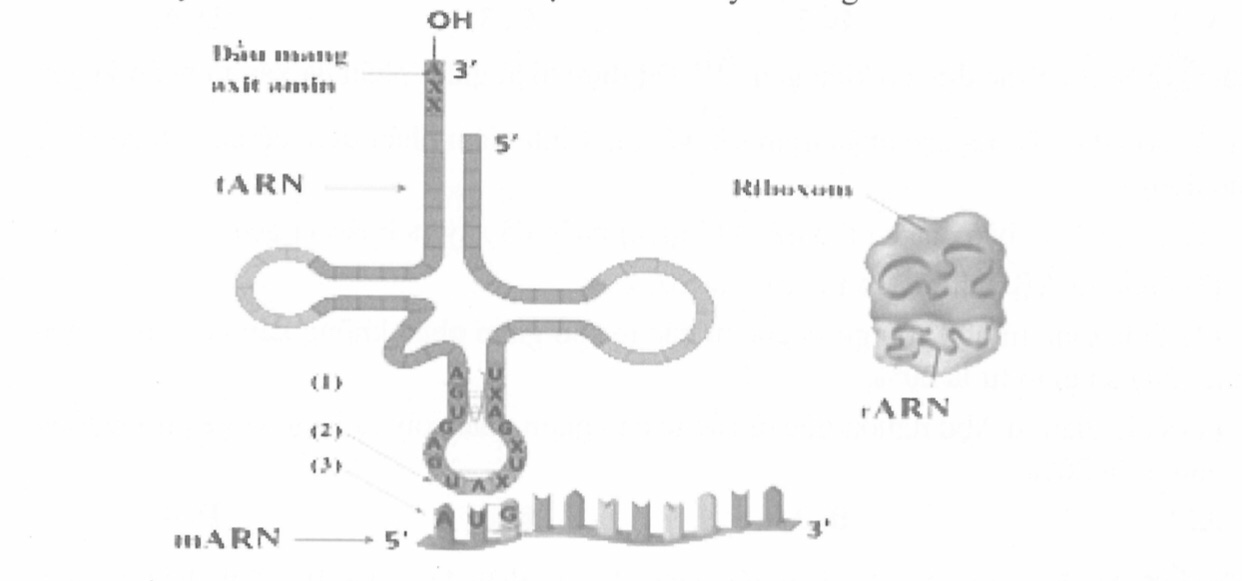 OH
Đầu mang
axit amin
3'
A
X
X
5'
tARN
Riboxom
(1)
A U
G X
U A
G G
A X
G U
(2)
(3)
U A X
A U G
mARN
5'
3'
rARN